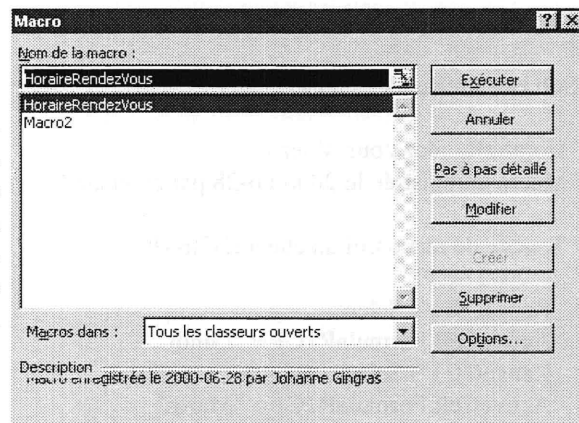 Macro
Nom de la macro :
HoraireRendezVous
HoraireRendezVous
Macro2
Exécuter
Annuler
Pas à pas détaillé
Modifier
Créer
Supprimer
Macros dans :
Tous les classeurs ouverts
Options...
Description
Macro enregistrée le 2000-06-28 par Johanne Gingras